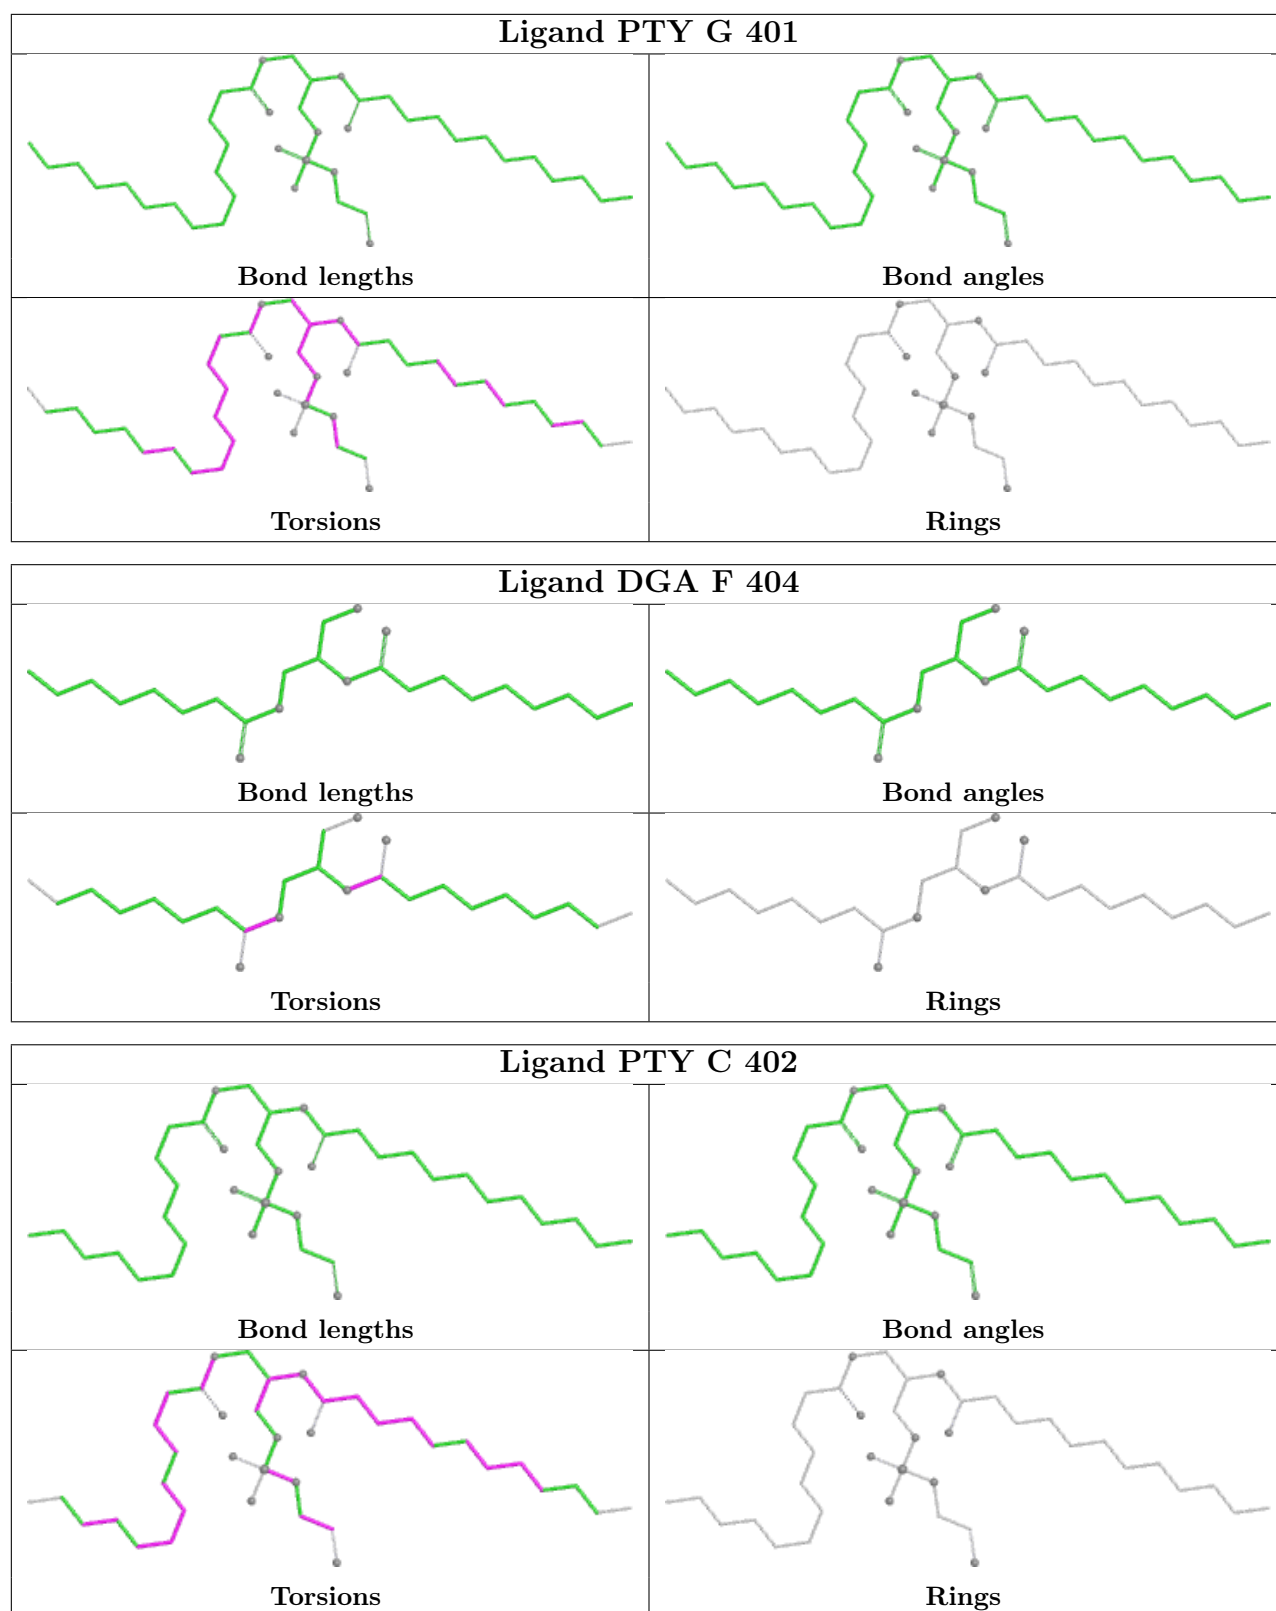 Ligand PTY G 401
Bond lengths
Bond angles
Torsions
Rings
Ligand DGA F 404
Bond lengths
Bond angles
Torsions
Rings
Ligand PTY C 402
Bond lengths
Bond angles
Torsions
Rings